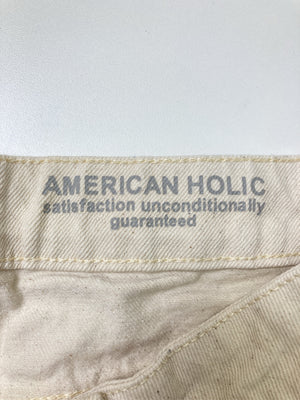 AMERICAN HOLIC
satisfaction unconditionally
guaranteed